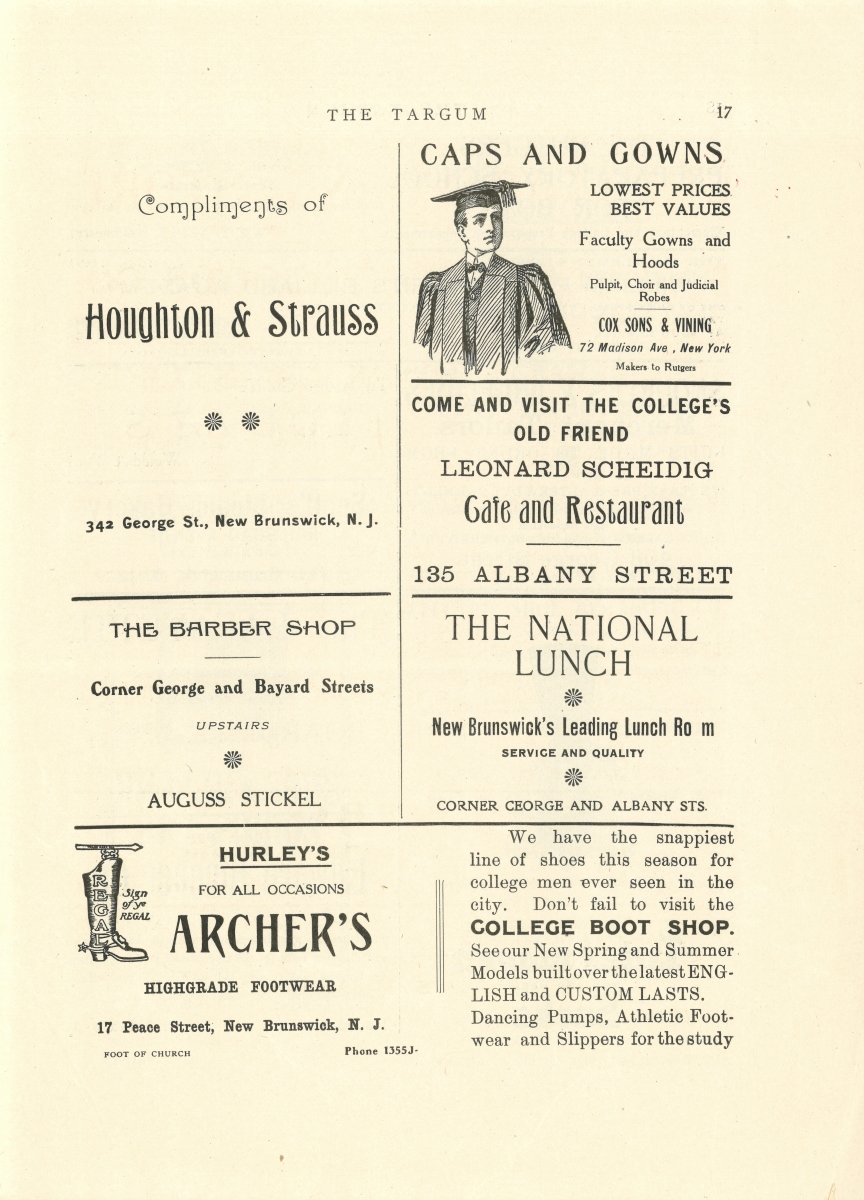 THE TARGUM 17
Compliments of
Houghton & Strauss
342 George St., New Brunswick, N. J.
CAPS AND GOWNS
LOWEST PRICES
BEST VALUES
Faculty Gowns and
Hoods
Pulpit, Choir and Judicial
Robes
COX SONS & VINING
72 Madison Ave , New York
Makers to Rutgers
COME AND VISIT THE COLLEGE'S
OLD FRIEND
LEONARD SCHEIDIG
Cafe and Restaurant
135 ALBANY STREET
THE BARBER SHOP
Corner George and Bayard Streets
UPSTAIRS
AUGUSS STICKEL
THE NATIONAL
LUNCH
New Brunswick's Leading Lunch Ro m
SERVICE AND QUALITY
CORNER CEORGE AND ALBANY STS.
REGAL
Sign
of ye
REGAL
HURLEY'S
FOR ALL OCCASIONS
ARCHER'S
HIGHGRADE FOOTWEAR
17 Peace Street, New Brunswick, N. J.
FOOT OF CHURCH Phone 1355J-
We have the snappiest
line of shoes this season for
college men ever seen in the
city. Don't fail to visit the
COLLEGE BOOT SHOP.
See our New Spring and Summer
Models built over the latest ENG-
LISH and CUSTOM LASTS.
Dancing Pumps, Athletic Foot-
wear and Slippers for the study